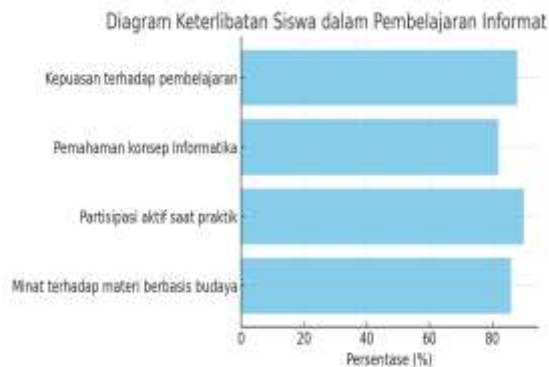 Diagram Keterlibatan Siswa dalam Pembelajaran Informat
Kepuasan terhadap pembelajaran
Pemahaman konsep Informatika
Partisipasi aktif saat praktik
Minat terhadap materi berbasis budaya
0 20 40 60 80
Persentase (%)